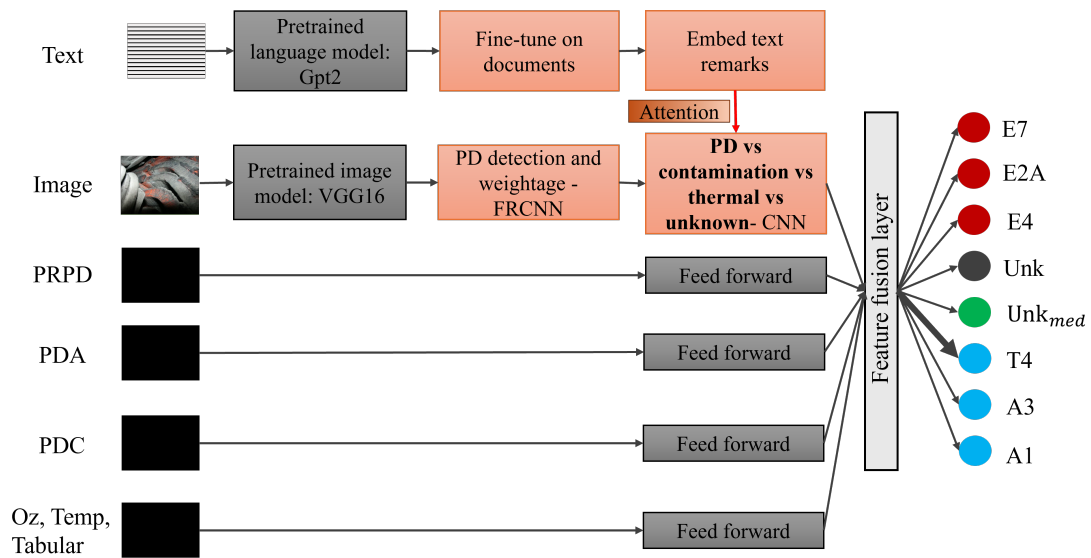 Text
Pretrained
language model:
Gpt2
Fine-tune on
documents
Embed text
remarks
Attention
Image
Pretrained image
model: VGG16
PD detection and
weightage -
FRCNN
PD vs
contamination vs
thermal vs
unknown- CNN
PRPD
Feed forward
PDA
Feed forward
PDC
Feed forward
Oz, Temp,
Tabular
Feed forward
Feature fusion layer
E7
E2A
E4
Unk
Unkmed
T4
A3
A1